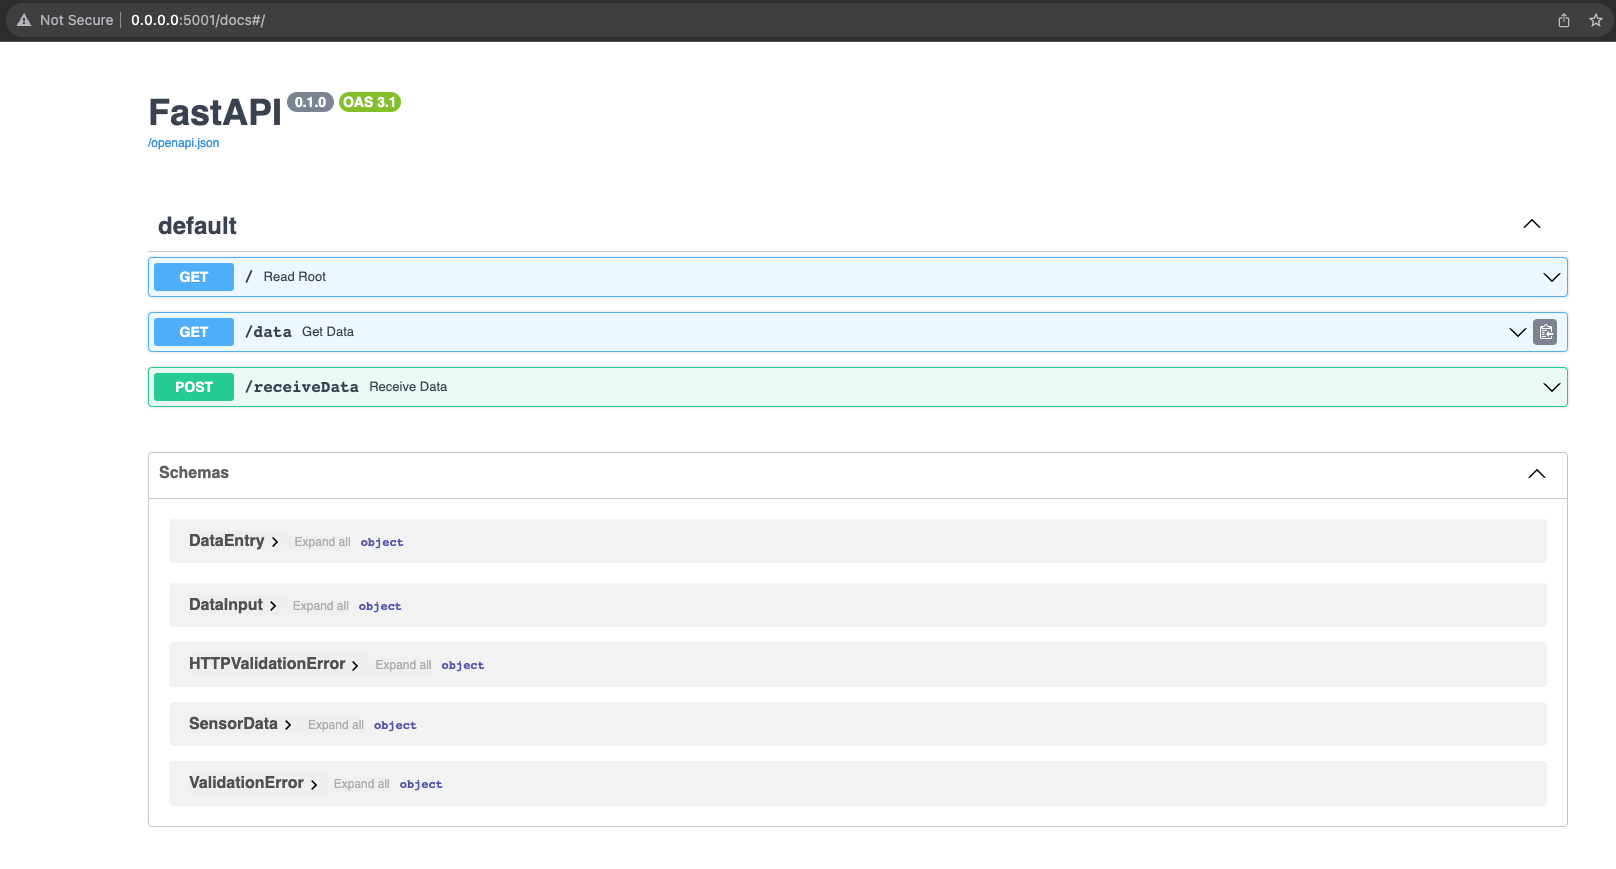 Not Secure 0.0.0.0:5001/docs#/
FastAPI 0.1.0 OAS 3.1
/openapi.json
default
GET / Read Root
GET /data Get Data
POST /receiveData Receive Data
Schemas
DataEntry Expand all object
DataInput Expand all object
HTTPValidationError Expand all object
SensorData Expand all object
ValidationError Expand all object